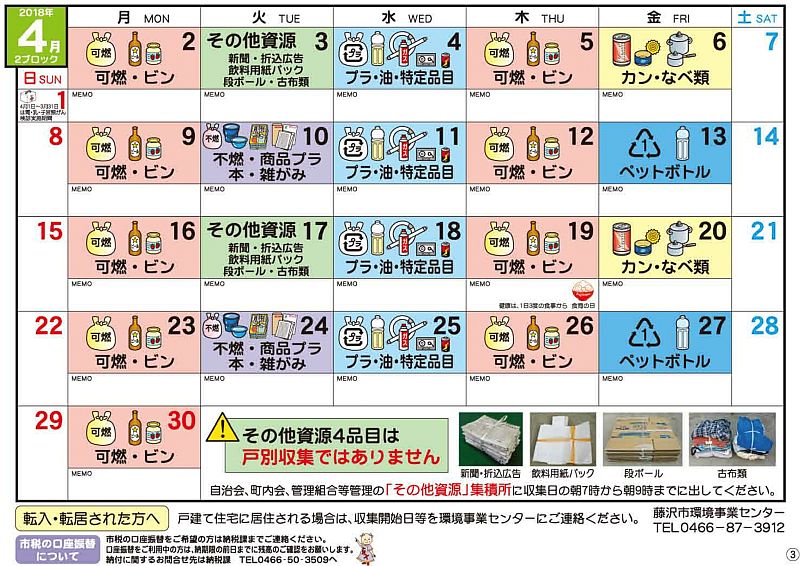 2018年
4月
2ブロック
月 MON
火 TUE
水 WED
木 THU
金 FRI
土 SAT
日 SUN
2
可燃
可燃・ビン
MEMO
その他資源 3
新聞・折込広告
飲料用紙パック
段ボール・古布類
MEMO
4
プラ
プラ・油・特定品目
MEMO
5
可燃
可燃・ビン
MEMO
6
カン・なべ類
MEMO
7
1
MEMO
8
9
可燃
可燃・ビン
MEMO
不燃
10
不燃・商品プラ
本・雑がみ
MEMO
11
プラ
プラ・油・特定品目
MEMO
12
可燃
可燃・ビン
MEMO
1
13
ペットボトル
MEMO
14
15
16
可燃
可燃・ビン
MEMO
その他資源 17
新聞・折込広告
飲料用紙パック
段ボール・古布類
MEMO
18
プラ
プラ・油・特定品目
MEMO
19
可燃
可燃・ビン
MEMO
健康は、1日3度の食事から 食育の日
20
カン・なべ類
MEMO
21
22
23
可燃
可燃・ビン
MEMO
不燃
24
不燃・商品プラ
本・雑がみ
MEMO
25
プラ
プラ・油・特定品目
MEMO
26
可燃
可燃・ビン
MEMO
1
27
ペットボトル
MEMO
28
29
30
可燃
可燃・ビン
MEMO
その他資源4品目は
戸別収集ではありません
新聞・折込広告
飲料用紙パック
段ボール
古布類
自治会、町内会、管理組合等管理の「その他資源」集積所に収集日の朝7時から朝9時までに出してください。
転入・転居された方へ
戸建て住宅に居住される場合は、収集開始日等を環境事業センターにご連絡ください。
藤沢市環境事業センター
TEL0466-87-3912
市税の口座振替
について
市税の口座振替をご希望の方は納税課までご連絡ください。
口座振替をご利用中の方は、納期限の前日までに残高のご確認をお願いします。
納付に関するお問合せ先は納税課 TEL0466-50-3509へ
③